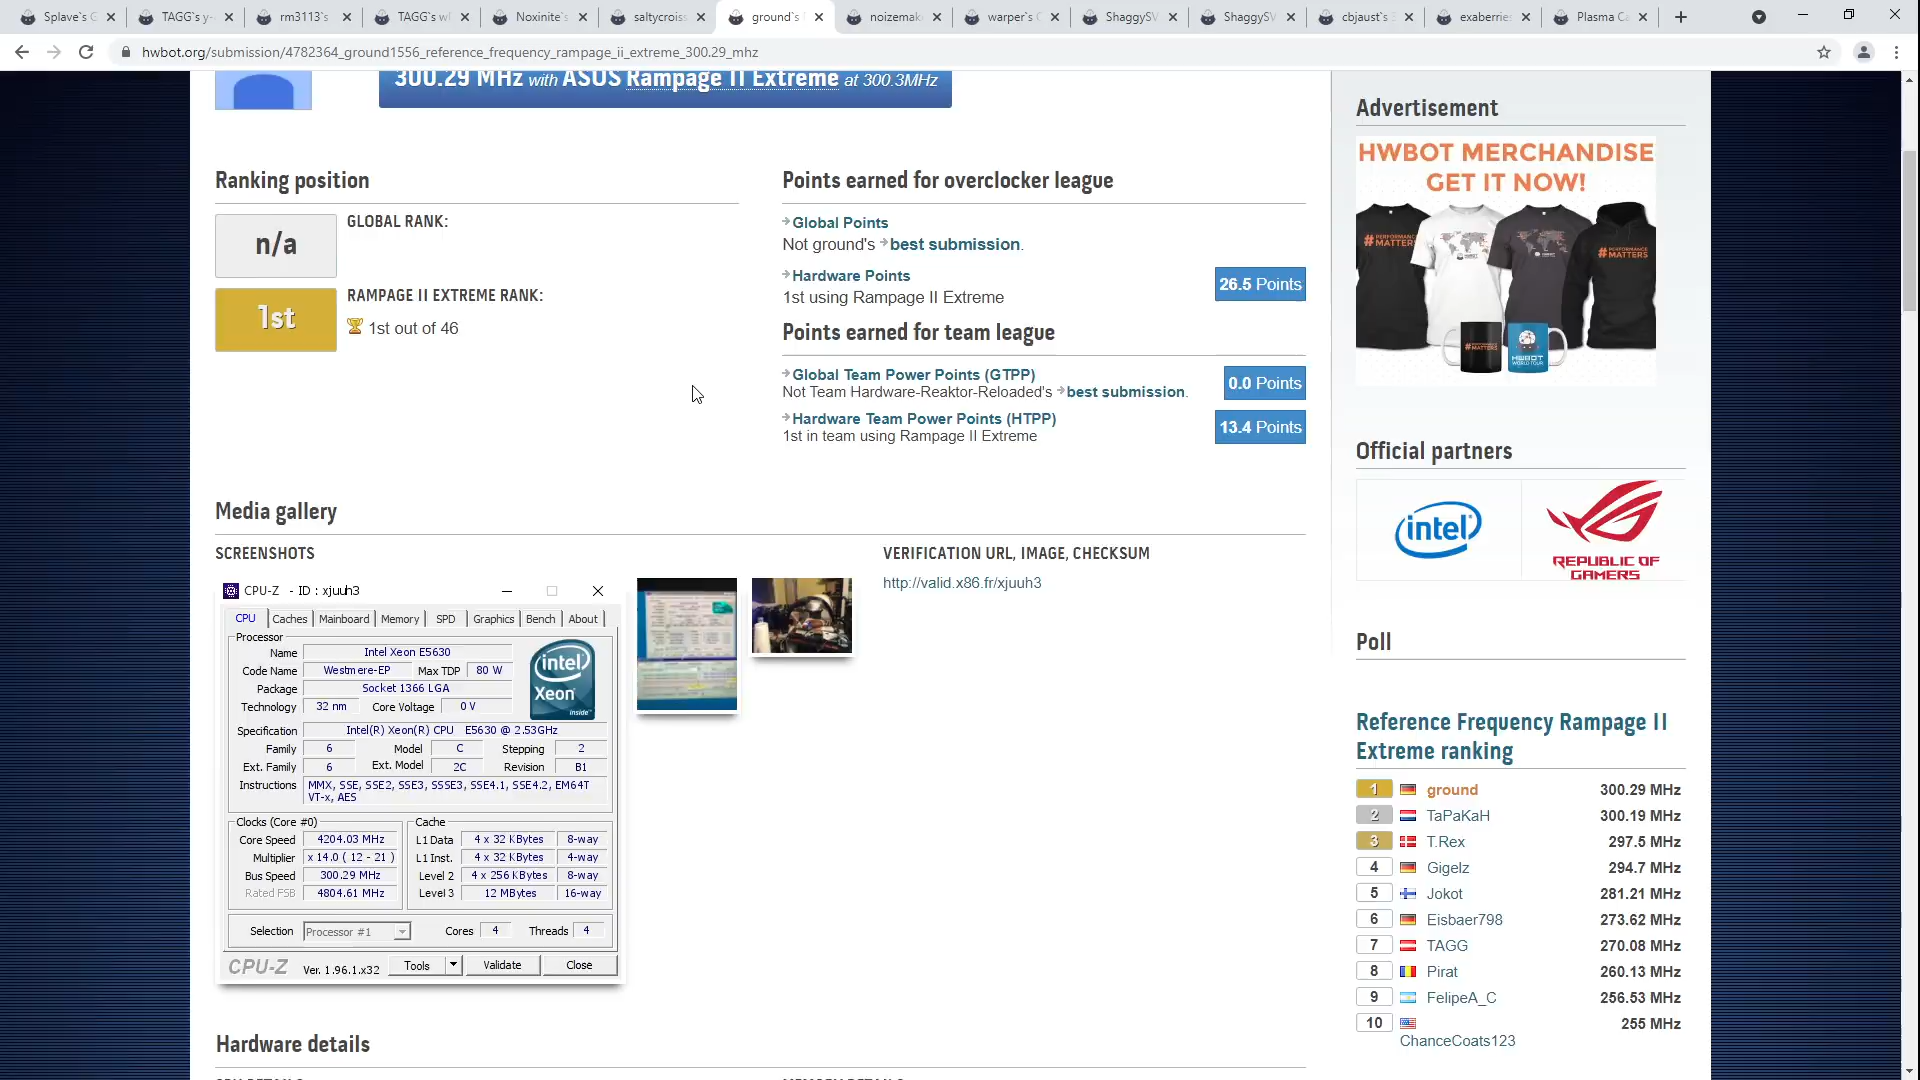 Splave`s G
TAGG`s y-
rm3113`s
TAGG`s wl
Noxinite`s
saltycrois
ground`s
noizemak
warper`s C
ShaggySV
ShaggySV
cbjaust`s
exaberrie
Plasma Ca
hwbot.org/submission/4782364_ground1556_reference_frequency_rampage_ii_extreme_300.29_mhz
300.29 MHz with ASUS Rampage II Extreme at 300.3MHz
Ranking position
n/a
GLOBAL RANK:
1st
RAMPAGE II EXTREME RANK:
1st out of 46
Points earned for overclocker league
Global Points
Not ground's best submission.
Hardware Points
1st using Rampage II Extreme
26.5 Points
Points earned for team league
Global Team Power Points (GTPP)
Not Team Hardware-Reaktor-Reloaded's best submission.
0.0 Points
Hardware Team Power Points (HTPP)
1st in team using Rampage II Extreme
13.4 Points
Media gallery
SCREENSHOTS
VERIFICATION URL, IMAGE, CHECKSUM
http://valid.x86.fr/xjuuh3
CPU-Z - ID : xjuuh3
CPU Caches Mainboard Memory SPD Graphics Bench About
Processor
Name Intel Xeon E5630
Code Name Westmere-EP Max TDP 80 W
Package Socket 1366 LGA
Technology 32 nm Core Voltage 0 V
intel Xeon inside™
Specification Intel(R) Xeon(R) CPU E5630 @ 2.53GHz
Family 6 Model C Stepping 2
Ext. Family 6 Ext. Model 2C Revision B1
Instructions MMX, SSE, SSE2, SSE3, SSSE3, SSE4.1, SSE4.2, EM64T
VT-x, AES
Clocks (Core #0)
Core Speed 4204.03 MHz
Multiplier x 14.0 ( 12 - 21 )
Bus Speed 300.29 MHz
Rated FSB 4804.61 MHz
Cache
L1 Data 4 x 32 KBytes 8-way
L1 Inst. 4 x 32 KBytes 4-way
Level 2 4 x 256 KBytes 8-way
Level 3 12 MBytes 16-way
Selection Processor #1 Cores 4 Threads 4
CPU-Z Ver. 1.96.1.x32 Tools Validate Close
Hardware details
Advertisement
HWBOT MERCHANDISE
GET IT NOW!
Official partners
intel
REPUBLIC OF
GAMERS
Poll
Reference Frequency Rampage II
Extreme ranking
1 ground 300.29 MHz
2 TaPaKaH 300.19 MHz
3 T.Rex 297.5 MHz
4 Gigelz 294.7 MHz
5 Jokot 281.21 MHz
6 Eisbaer798 273.62 MHz
7 TAGG 270.08 MHz
8 Pirat 260.13 MHz
9 FelipeA_C 256.53 MHz
10 255 MHz
ChanceCoats123